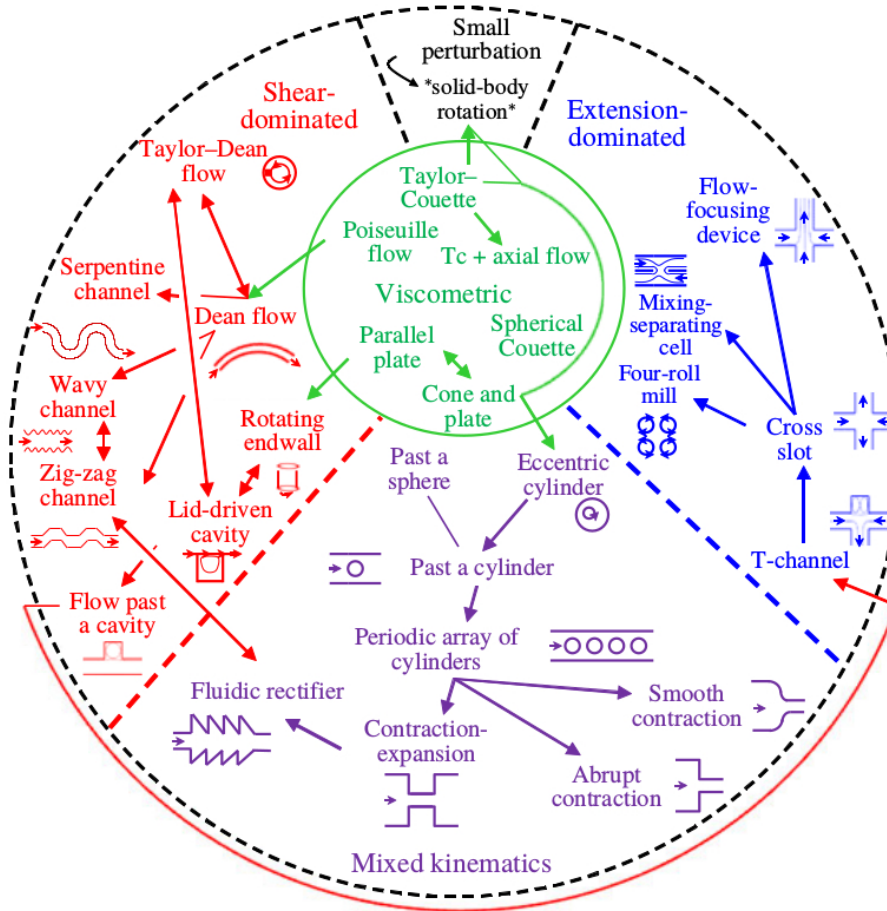 Small
perturbation
*solid-body
rotation*
Shear-
dominated
Extension-
dominated
Taylor–Dean
flow
Taylor–
Couette
Flow-
focusing
device
Poiseuille
flow
Tc + axial flow
Serpentine
channel
Dean flow
Viscometric
Mixing-
separating
cell
Spherical
Couette
Parallel
plate
Four-roll
mill
Wavy
channel
Cone and
plate
Rotating
endwall
Cross
slot
Past a
sphere
Eccentric
cylinder
Zig-zag
channel
Lid-driven
cavity
T-channel
Past a cylinder
Flow past
a cavity
Periodic array of
cylinders
Fluidic rectifier
Smooth
contraction
Contraction-
expansion
Abrupt
contraction
Mixed kinematics